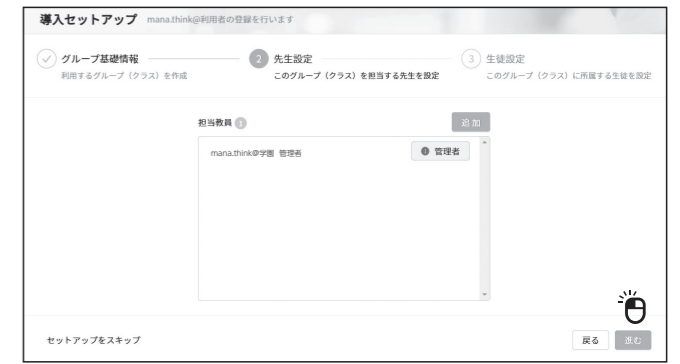 導入セットアップ mana.think@利用者の登録を行います
グループ基礎情報
利用するグループ（クラス）を作成
2 先生設定
このグループ（クラス）を担当する先生を設定
3 生徒設定
このグループ（クラス）に所属する生徒を設定
担当教員 1
追加
mana.think@学園 管理者
管理者
セットアップをスキップ
戻る
進む